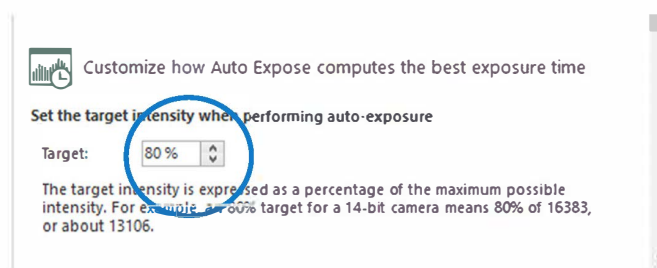 Customize how Auto Expose computes the best exposure time
Set the target intensity when performing auto-exposure
Target: 80 %
The target intensity is expressed as a percentage of the maximum possible
intensity. For example, an 80% target for a 14-bit camera means 80% of 16383,
or about 13106.